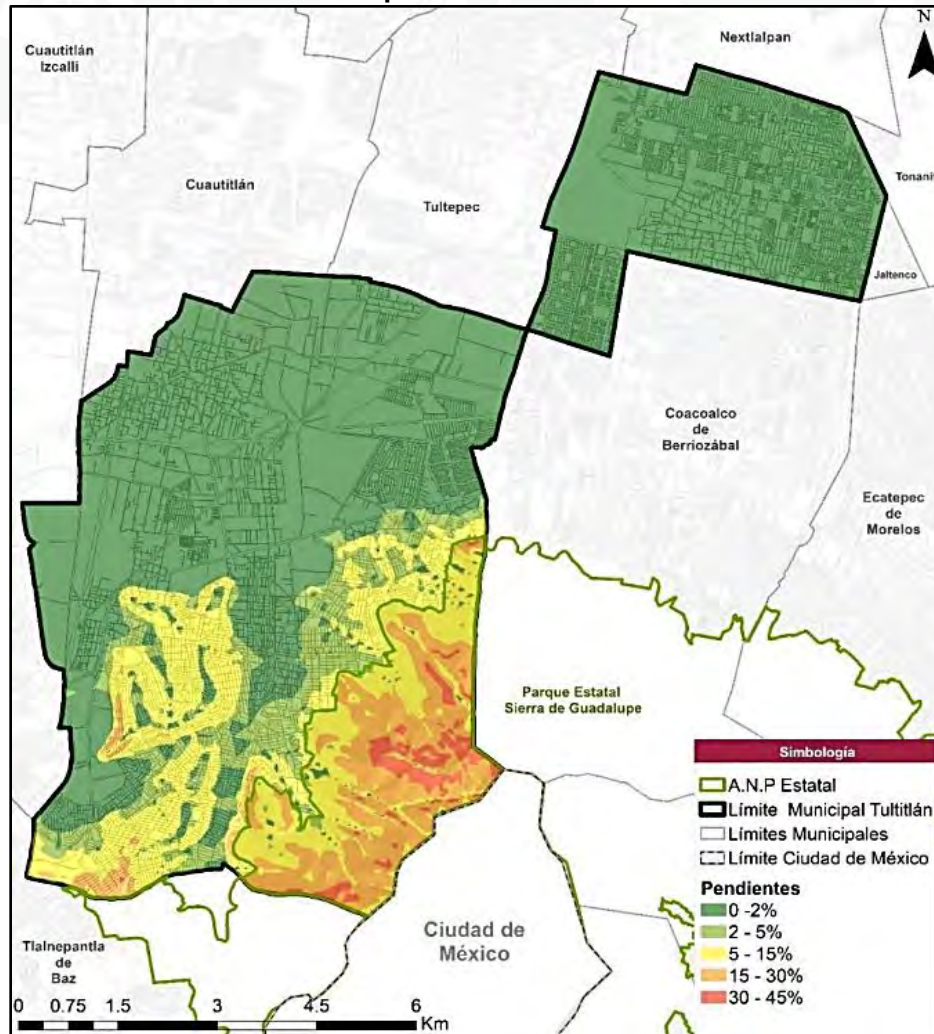 N
Nextlalpan
Cuautitlán
Izcalli
Cuautitlán
Tultepec
Tonanit
Jaltenco
Coacoalco
de
Berriozábal
Ecatepec
de
Morelos
Parque Estatal
Sierra de Guadalupe
Simbología
A.N.P Estatal
Límite Municipal Tultitlán
Límites Municipales
Límite Ciudad de México
Pendientes
0 -2%
2 - 5%
5 - 15%
15 - 30%
30 - 45%
Ciudad de
México
Tlalnepantla
de
Baz
0 0.75 1.5 3 4.5 6
Km